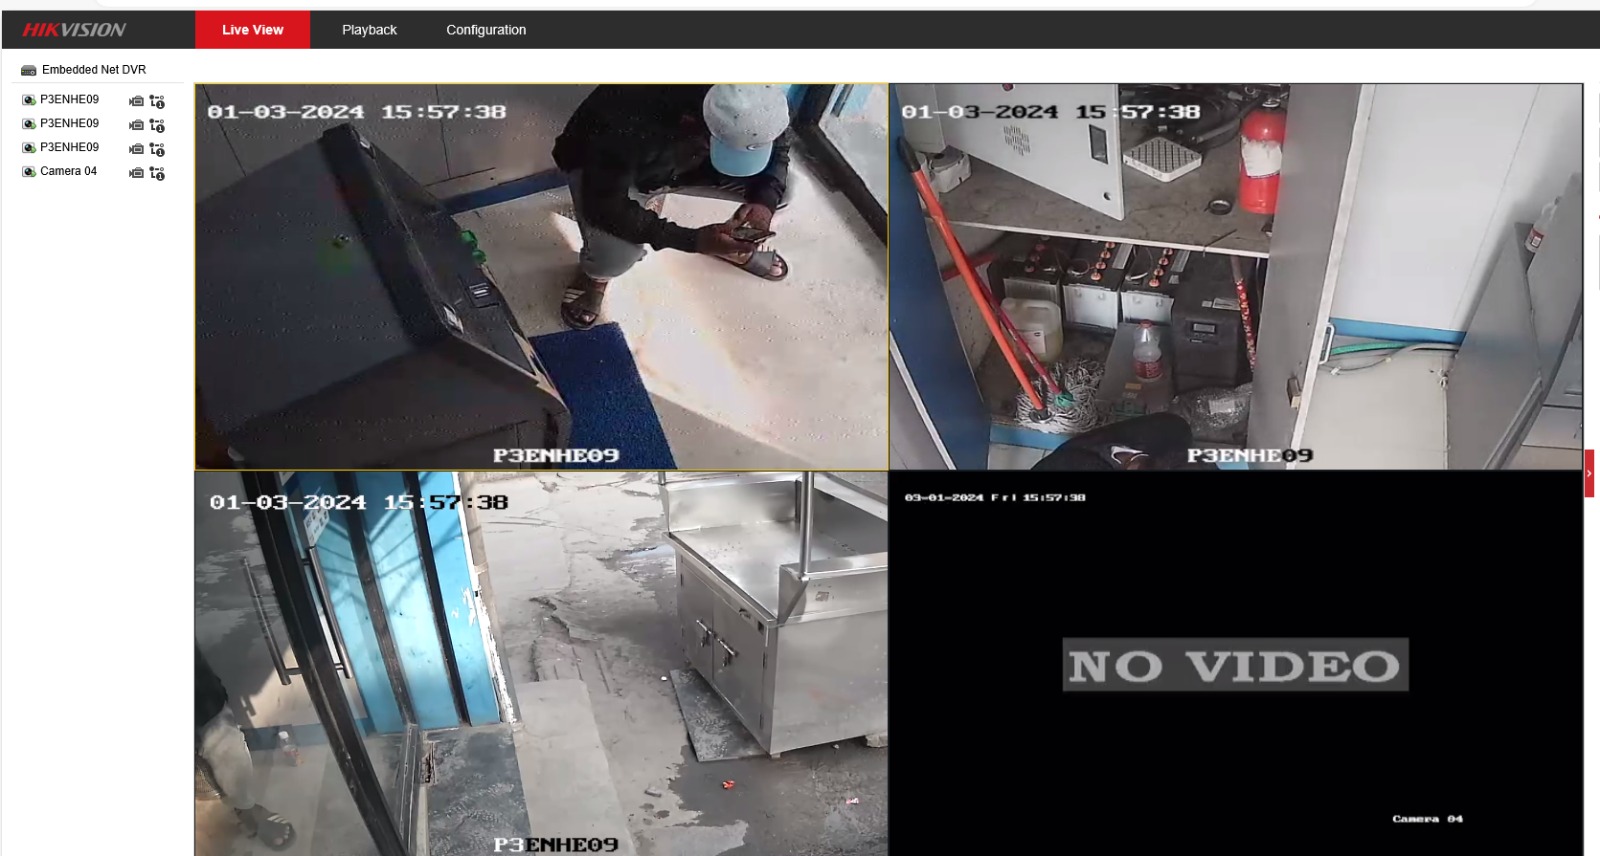 HIKVISION
Live View
Playback
Configuration
Embedded Net DVR
P3ENHE09
P3ENHE09
P3ENHE09
Camera 04
01-03-2024 15:57:38
P3ENHE09
01-03-2024 15:57:38
P3ENHE09
01-03-2024 15:57:38
P3ENHE09
03-01-2024 Fri 15:57:38
NO VIDEO
Camera 04